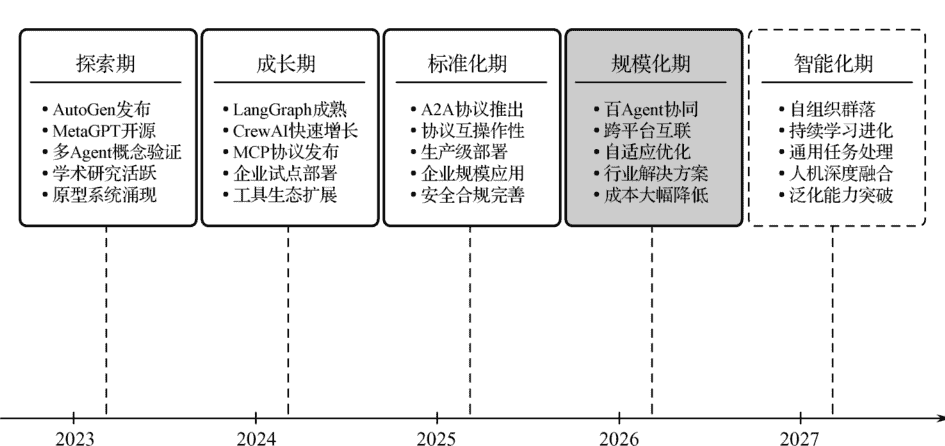 探索期
• AutoGen发布
• MetaGPT开源
• 多Agent概念验证
• 学术研究活跃
• 原型系统涌现
成长期
• LangGraph成熟
• CrewAI快速增长
• MCP协议发布
• 企业试点部署
• 工具生态扩展
标准化期
• A2A协议推出
• 协议互操作性
• 生产级部署
• 企业规模应用
• 安全合规完善
规模化期
• 百Agent协同
• 跨平台互联
• 自适应优化
• 行业解决方案
• 成本大幅降低
智能化期
• 自组织群落
• 持续学习进化
• 通用任务处理
• 人机深度融合
• 泛化能力突破
2023
2024
2025
2026
2027